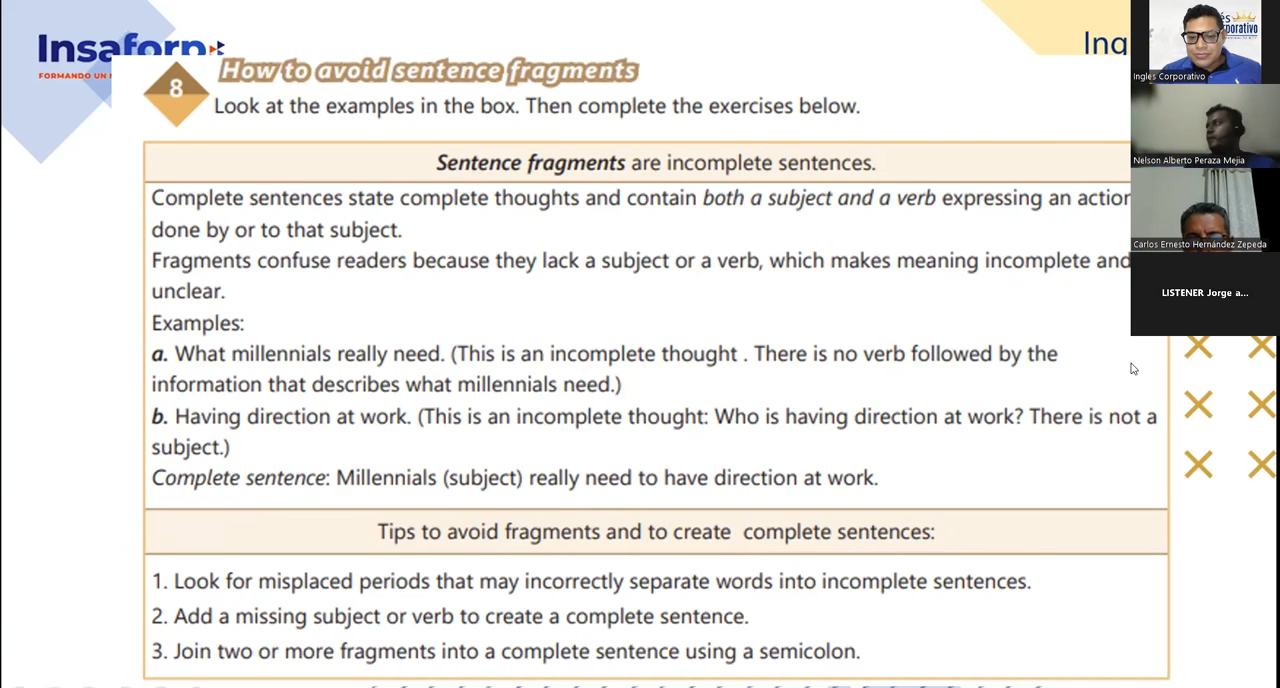 Insaforp
FORMANDO UN
Inglés Corporativo
How to avoid sentence fragments
8
Look at the examples in the box. Then complete the exercises below.
Sentence fragments are incomplete sentences.
Complete sentences state complete thoughts and contain both a subject and a verb expressing an action
done by or to that subject.
Fragments confuse readers because they lack a subject or a verb, which makes meaning incomplete and
unclear.
Examples:
a. What millennials really need. (This is an incomplete thought . There is no verb followed by the
information that describes what millennials need.)
b. Having direction at work. (This is an incomplete thought: Who is having direction at work? There is not a
subject.)
Complete sentence: Millennials (subject) really need to have direction at work.
Tips to avoid fragments and to create complete sentences:
1. Look for misplaced periods that may incorrectly separate words into incomplete sentences.
2. Add a missing subject or verb to create a complete sentence.
3. Join two or more fragments into a complete sentence using a semicolon.
Nelson Alberto Peraza Mejia
Carlos Ernesto Hernández Zepeda
LISTENER Jorge a...